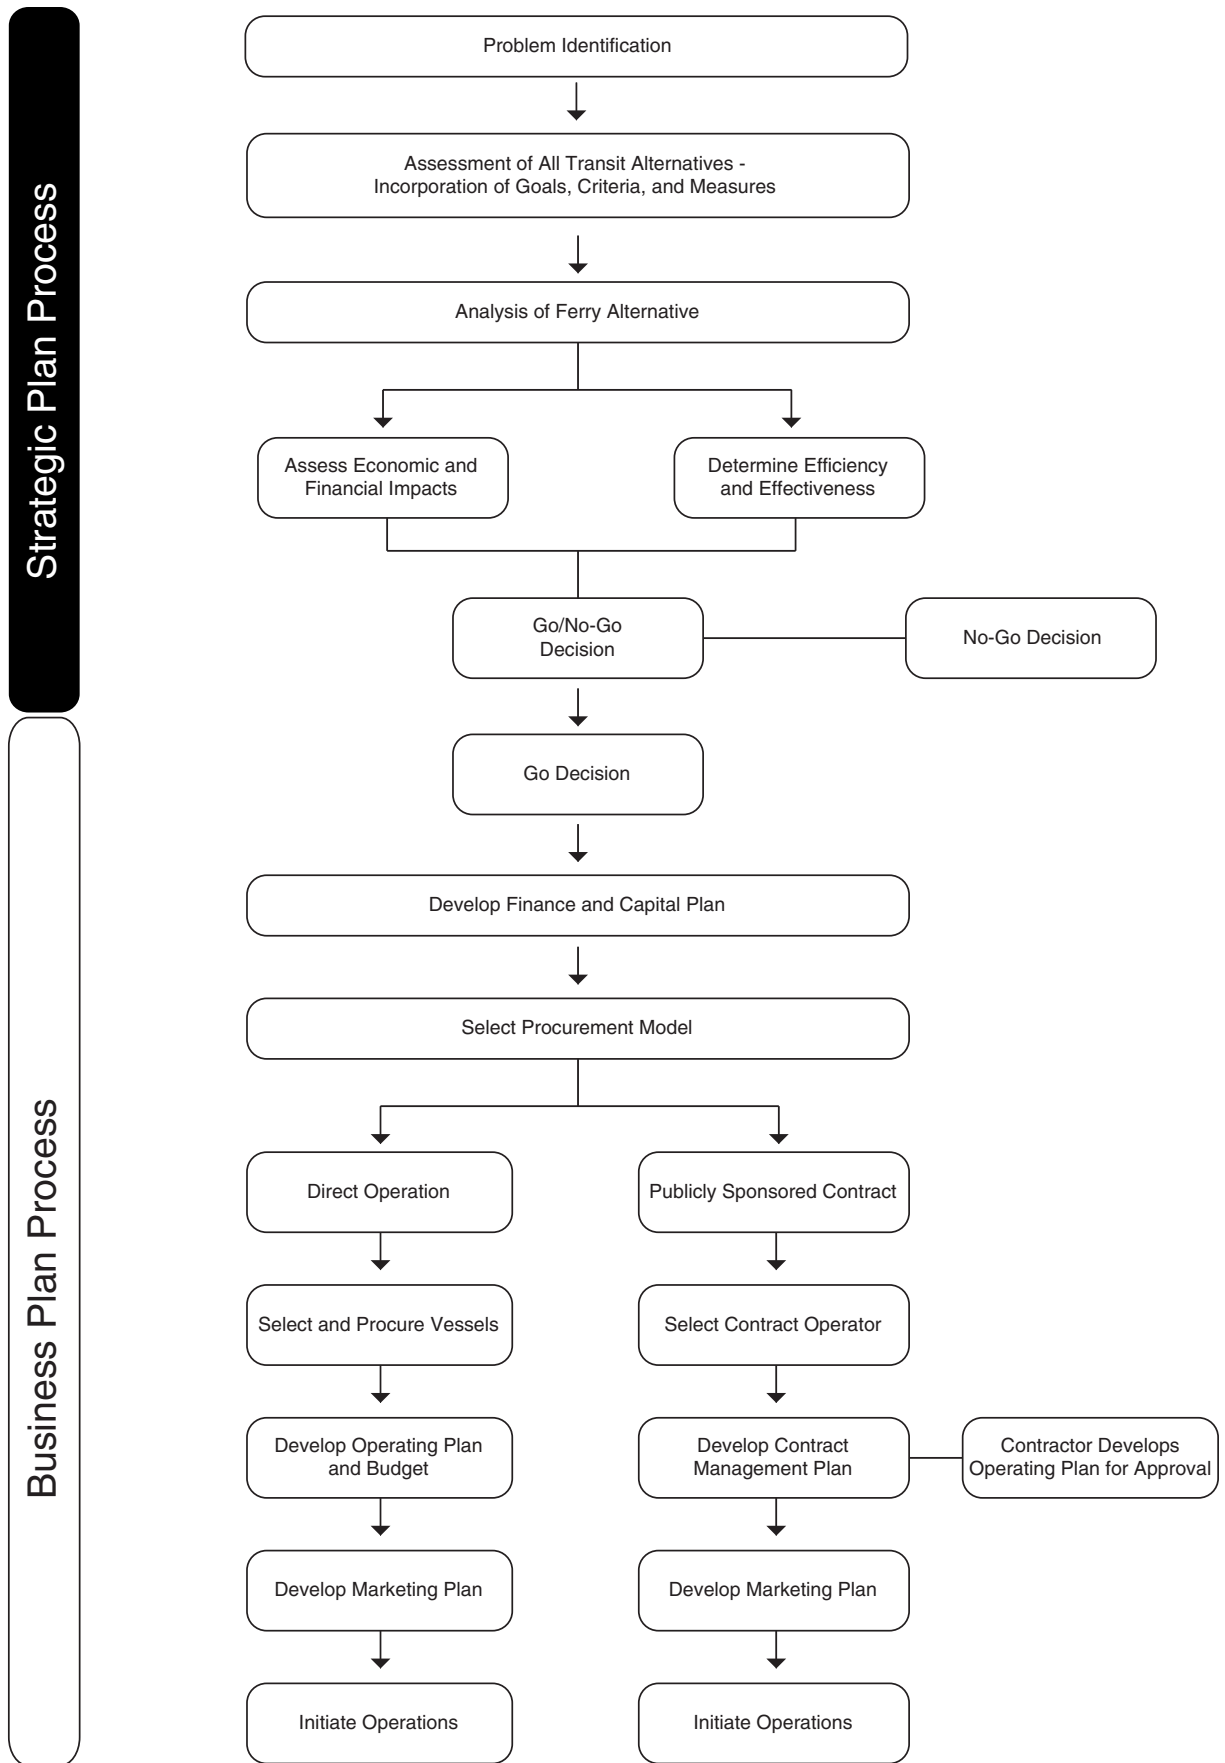 Strategic Plan Process
Problem Identification
Assessment of All Transit Alternatives -
Incorporation of Goals, Criteria, and Measures
Analysis of Ferry Alternative
Assess Economic and
Financial Impacts
Determine Efficiency
and Effectiveness
Go/No-Go
Decision
No-Go Decision
Business Plan Process
Go Decision
Develop Finance and Capital Plan
Select Procurement Model
Direct Operation
Publicly Sponsored Contract
Select and Procure Vessels
Select Contract Operator
Develop Operating Plan
and Budget
Develop Contract
Management Plan
Contractor Develops
Operating Plan for Approval
Develop Marketing Plan
Develop Marketing Plan
Initiate Operations
Initiate Operations